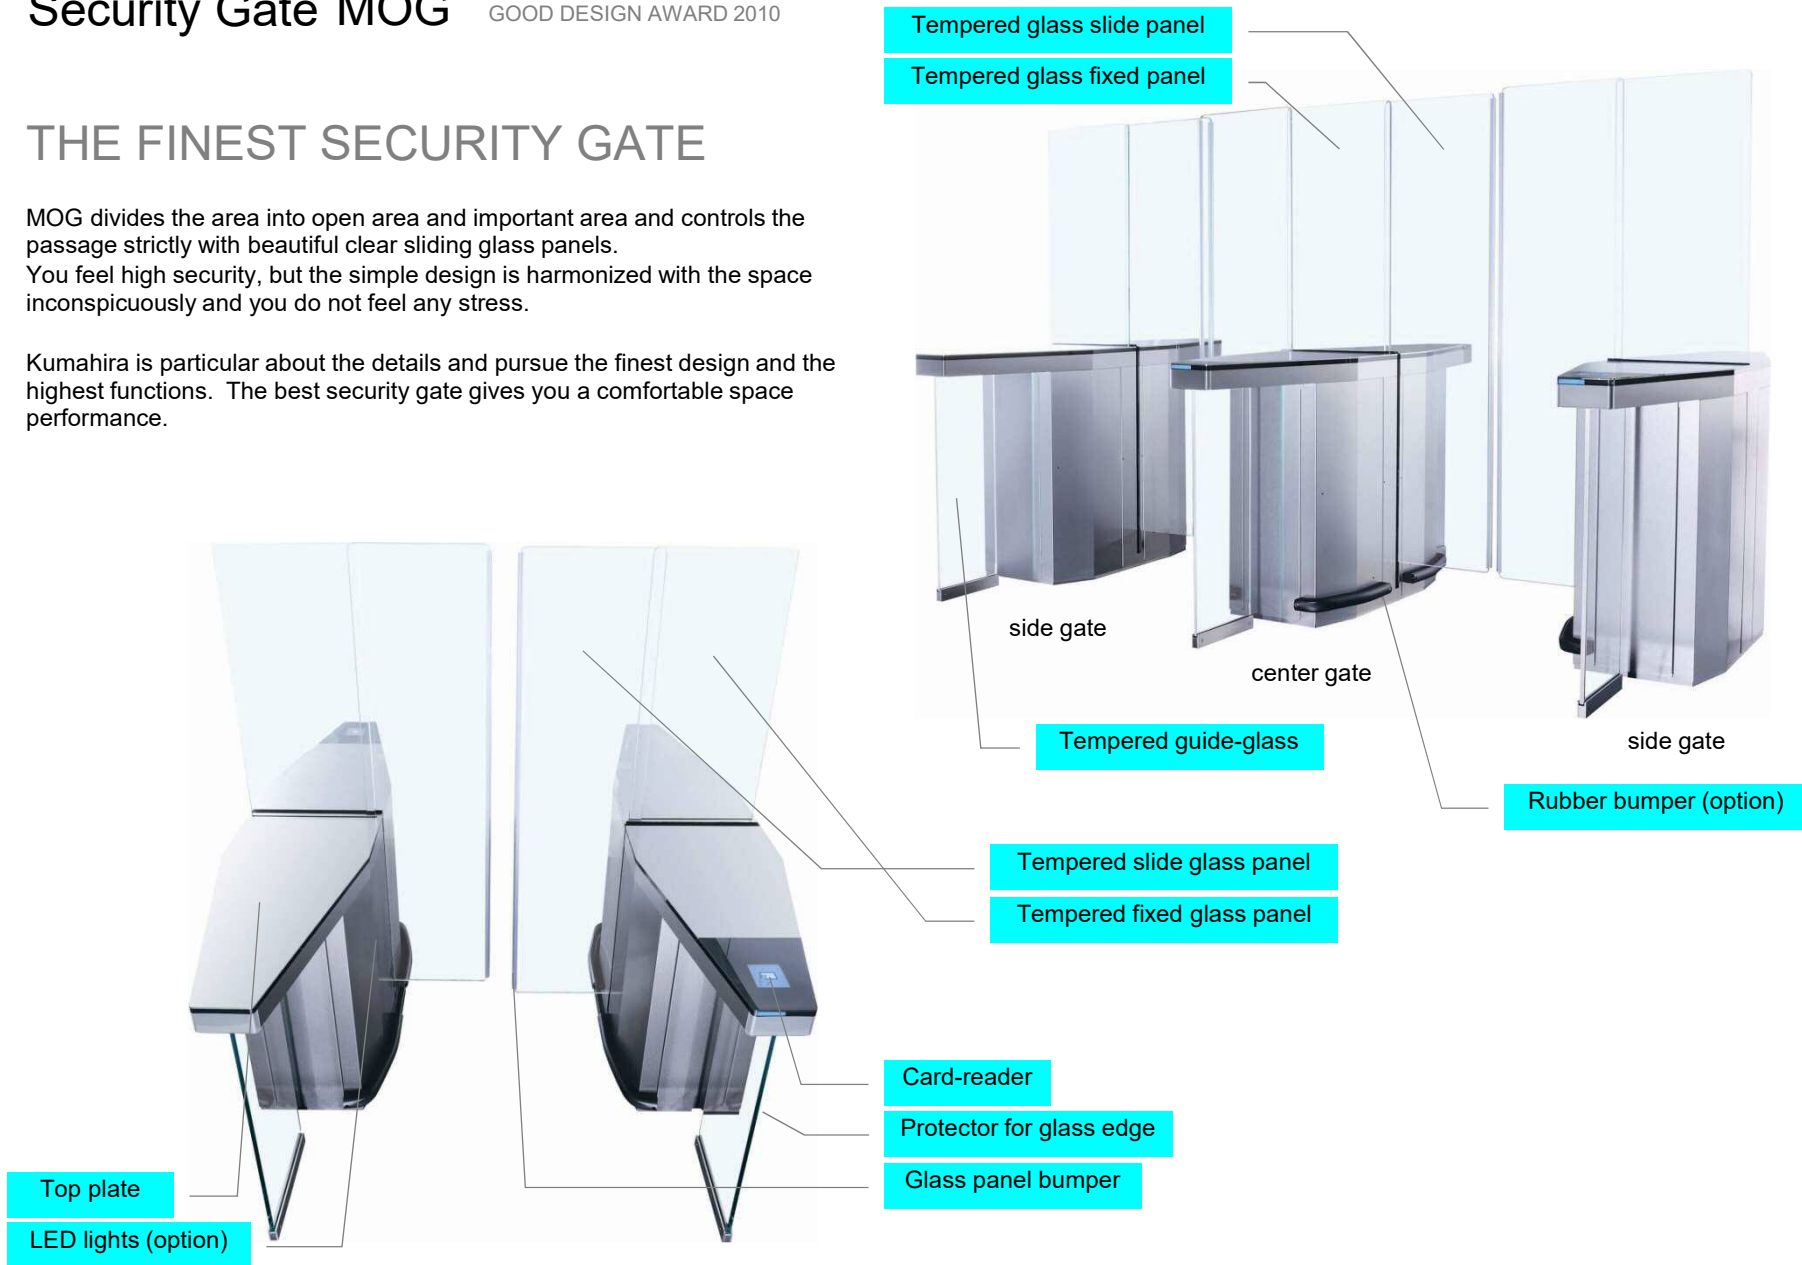 Security Gate MOG GOOD DESIGN AWARD 2010
THE FINEST SECURITY GATE
MOG divides the area into open area and important area and controls the
passage strictly with beautiful clear sliding glass panels.
You feel high security, but the simple design is harmonized with the space
inconspicuously and you do not feel any stress.
Kumahira is particular about the details and pursue the finest design and the
highest functions.  The best security gate gives you a comfortable space
performance.
Tempered glass slide panel
Tempered glass fixed panel
side gate
center gate
side gate
Tempered guide-glass
Rubber bumper (option)
Tempered slide glass panel
Tempered fixed glass panel
Card-reader
Protector for glass edge
Glass panel bumper
Top plate
LED lights (option)